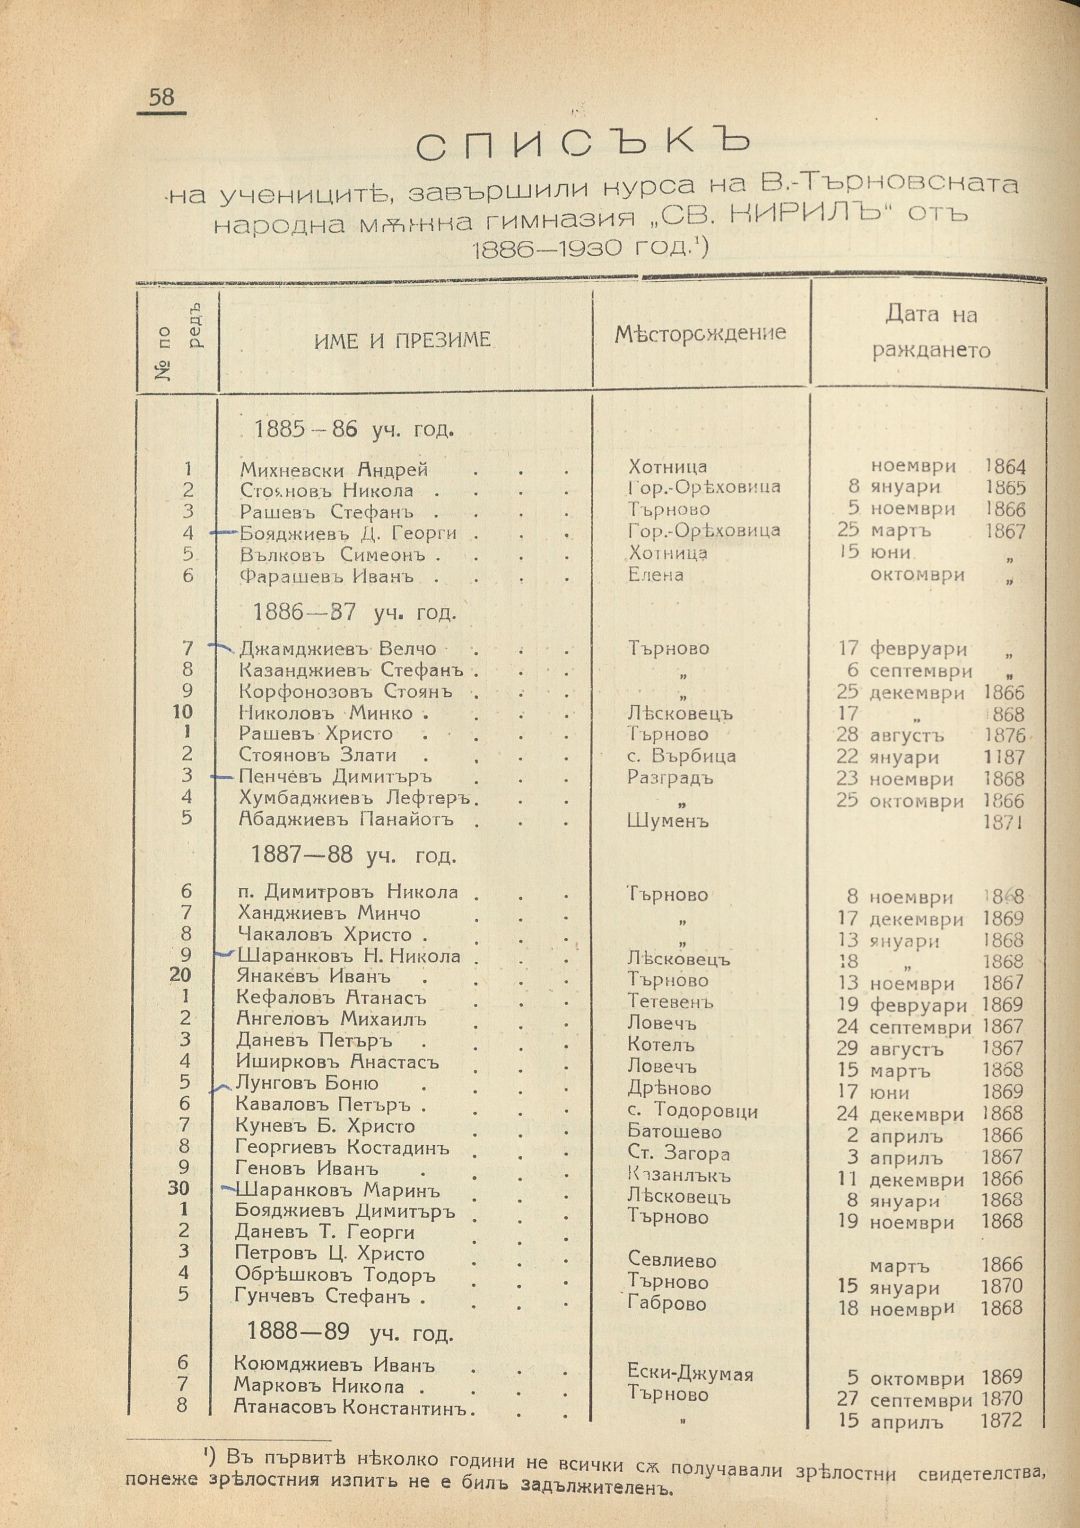 58
СПИСЪКЪ
на учениците, завършили курса на В.-Търновската
народна мѫжка гимназия „СВ. КИРИЛЪ“ отъ
1886—1930 год.¹)
№ по редъ ИМЕ И ПРЕЗИМЕ Мѣсторождение Дата на раждането
1885–86 уч. год.
1 Михневски Андрей . . . Хотница ноември 1864
2 Стояновъ Никола . . . . Гор.-Орѣховица 8 януари 1865
3 Рашевъ Стефанъ . . . . Търново 5 ноември 1866
4 Бояджиевъ Д. Георги . . . Гор.-Орѣховица 25 мартъ 1867
5 Вълковъ Симеонъ . . . . Хотница 15 юни „
6 Фарашевъ Иванъ . . . . Елена октомври „
1886—87 уч. год.
7 Джамджиевъ Велчо . . . Търново 17 февруари „
8 Казанджиевъ Стефанъ . . . „ 6 септември „
9 Корфонозовъ Стоянъ . . . „ 25 декември 1866
10 Николовъ Минко . . . . Лѣсковецъ 17 „ 868
1 Рашевъ Христо . . . . Търново 28 августъ 1876
2 Стояновъ Злати . . . . с. Върбица 22 януари 1187
3 Пенчевъ Димитъръ . . . Разградъ 23 ноември 1868
4 Хумбаджиевъ Лефтеръ . . . „ 25 октомври 1866
5 Абаджиевъ Панайотъ . . . Шуменъ 1871
1887—88 уч. год.
6 п. Димитровъ Никола . . . Търново 8 ноември 1868
7 Ханджиевъ Минчо . . . „ 17 декември 1869
8 Чакаловъ Христо . . . . „ 13 януари 1868
9 Шаранковъ Н. Никола . . . Лѣсковецъ 18 „ 1868
20 Янакевъ Иванъ . . . . Търново 13 ноември 1867
1 Кефаловъ Атанасъ . . . Тетевенъ 19 февруари 1869
2 Ангеловъ Михаилъ . . . Ловечъ 24 септември 1867
3 Даневъ Петъръ . . . . Котелъ 29 августъ 1867
4 Иширковъ Анастасъ . . . Ловечъ 15 мартъ 1868
5 Лунговъ Боню . . . . Дрѣново 17 юни 1869
6 Каваловъ Петъръ . . . . с. Тодоровци 24 декември 1868
7 Куневъ Б. Христо . . . Батошево 2 априлъ 1866
8 Георгиевъ Костадинъ . . . Ст. Загора 3 априлъ 1867
9 Геновъ Иванъ . . . . Казанлъкъ 11 декември 1866
30 Шаранковъ Маринъ . . . Лѣсковецъ 8 януари 1868
1 Бояджиевъ Димитъръ . . . Търново 19 ноември 1868
2 Даневъ Т. Георги . . .
3 Петровъ Ц. Христо . . . Севлиево мартъ 1866
4 Обрѣшковъ Тодоръ . . . Търново 15 януари 1870
5 Гунчевъ Стефанъ . . . . Габрово 18 ноември 1868
1888—89 уч. год.
6 Коюмджиевъ Иванъ . . . Ески-Джумая 5 октомври 1869
7 Марковъ Никола . . . . Търново 27 септември 1870
8 Атанасовъ Константинъ . . . „ 15 априлъ 1872
¹) Въ първитѣ нѣколко години не всички сѫ получавали зрѣлостни свидетелства,
понеже зрѣлостния изпитъ не е билъ задължителенъ.